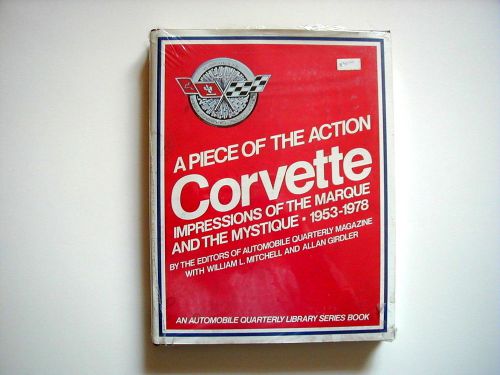 A PIECE OF THE ACTION
Corvette
IMPRESSIONS OF THE MARQUE
AND THE MYSTIQUE • 1953-1978
BY THE EDITORS OF AUTOMOBILE QUARTERLY MAGAZINE
WITH WILLIAM L. MITCHELL AND ALLAN GIRDLER
AN AUTOMOBILE QUARTERLY LIBRARY SERIES BOOK